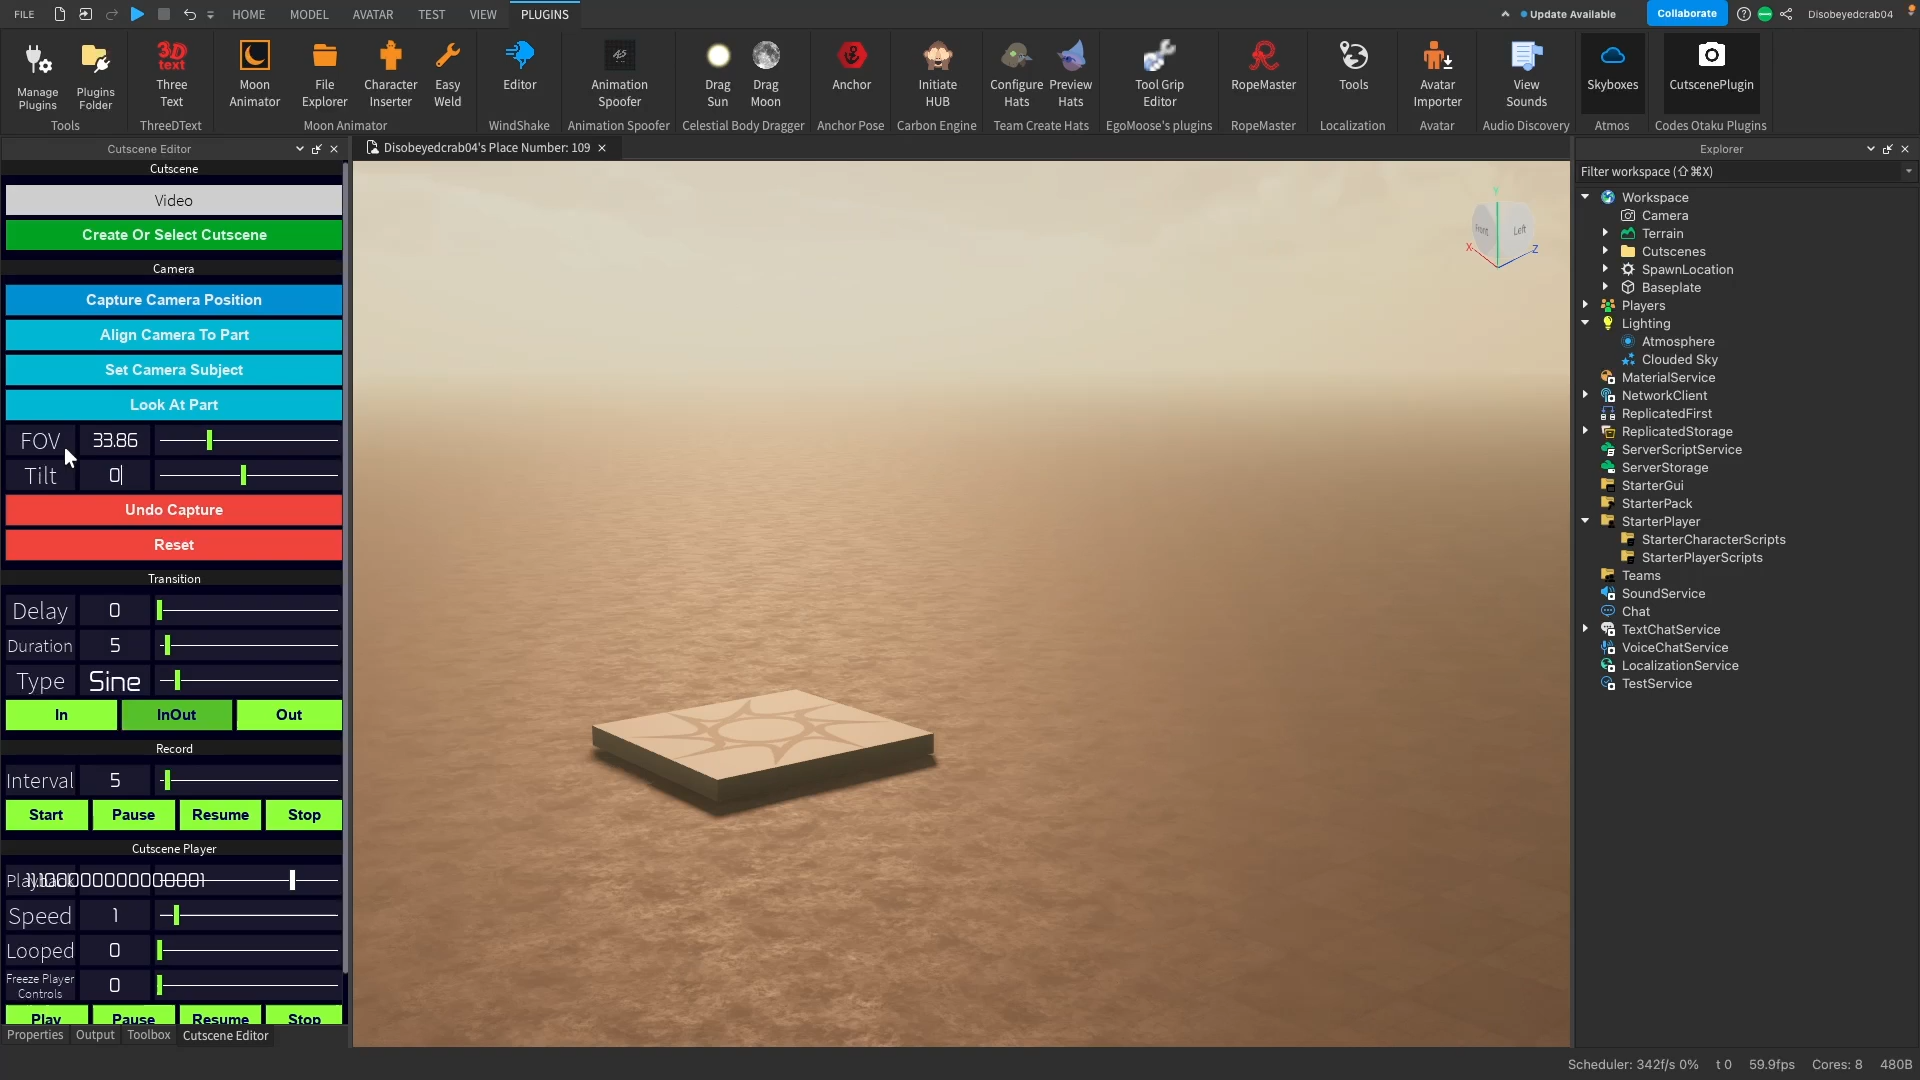 FILE HOME MODEL AVATAR TEST VIEW PLUGINS Update Available Collaborate Disobeyedcrab04
Manage Plugins
Plugins Folder
Tools
Three Text
ThreeDText
Moon Animator
File Explorer
Character Inserter
Easy Weld
Moon Animator
Editor
WindShake
Animation Spoofer
Animation Spoofer
Drag Sun
Drag Moon
Celestial Body Dragger
Anchor
Anchor Pose
Initiate HUB
Carbon Engine
Configure Hats
Preview Hats
Team Create Hats
Tool Grip Editor
EgoMoose's plugins
RopeMaster
RopeMaster
Tools
Localization
Avatar Importer
Avatar
View Sounds
Audio Discovery
Skyboxes
Atmos
CutscenePlugin
Codes Otaku Plugins
Cutscene Editor
Cutscene
Video
Create Or Select Cutscene
Camera
Capture Camera Position
Align Camera To Part
Set Camera Subject
Look At Part
FOV 33.86
Tilt 0
Undo Capture
Reset
Transition
Delay 0
Duration 5
Type Sine
In InOut Out
Record
Interval 5
Start Pause Resume Stop
Cutscene Player
Playback 11.100000000000001
Speed 1
Looped 0
Freeze Player Controls 0
Play Pause Resume Stop
Properties Output Toolbox Cutscene Editor
Disobeyedcrab04's Place Number: 109
Y
Front Left
X Z
Explorer
Filter workspace (⇧⌘X)
Workspace
Camera
Terrain
Cutscenes
SpawnLocation
Baseplate
Players
Lighting
Atmosphere
Clouded Sky
MaterialService
NetworkClient
ReplicatedFirst
ReplicatedStorage
ServerScriptService
ServerStorage
StarterGui
StarterPack
StarterPlayer
StarterCharacterScripts
StarterPlayerScripts
Teams
SoundService
Chat
TextChatService
VoiceChatService
LocalizationService
TestService
Scheduler: 342f/s 0% t 0 59.9fps Cores: 8 480B